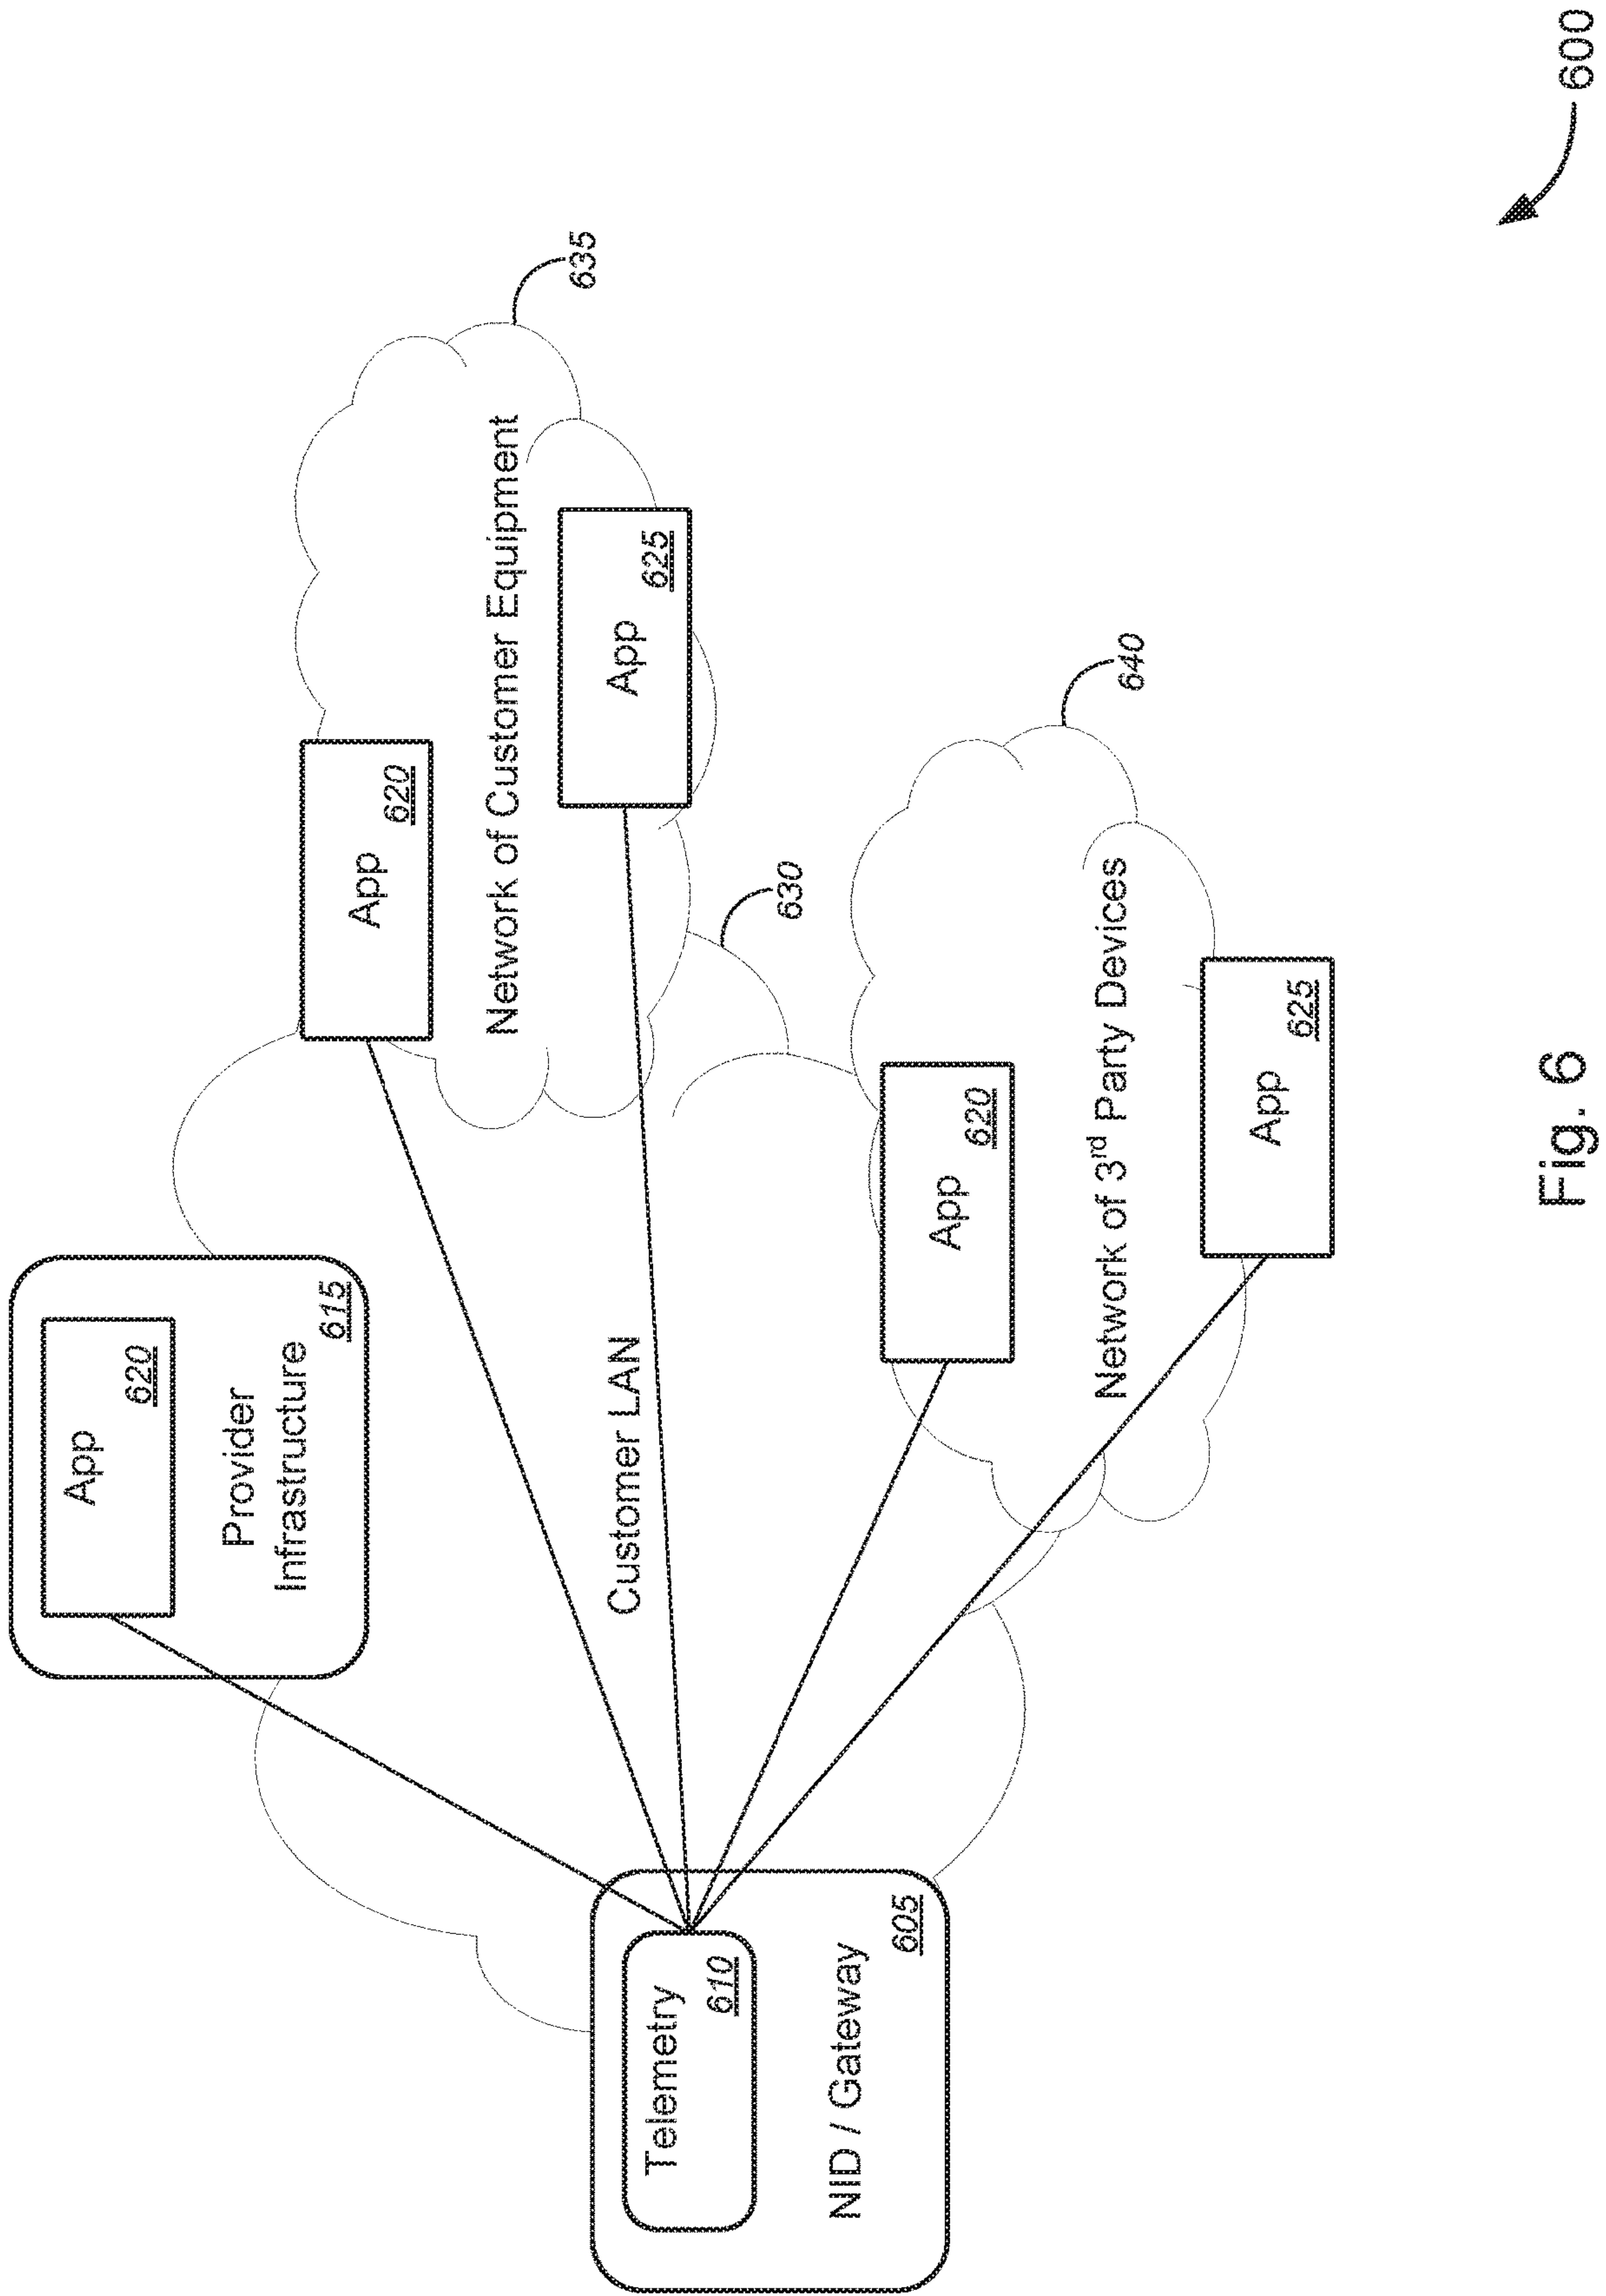 App
620
Provider
Infrastructure
615
App
620
Network of Customer Equipment
635
App
625
Customer LAN
630
Telemetry
610
NID / Gateway
605
App
620
Network of 3rd Party Devices
640
App
625
600
Fig. 6